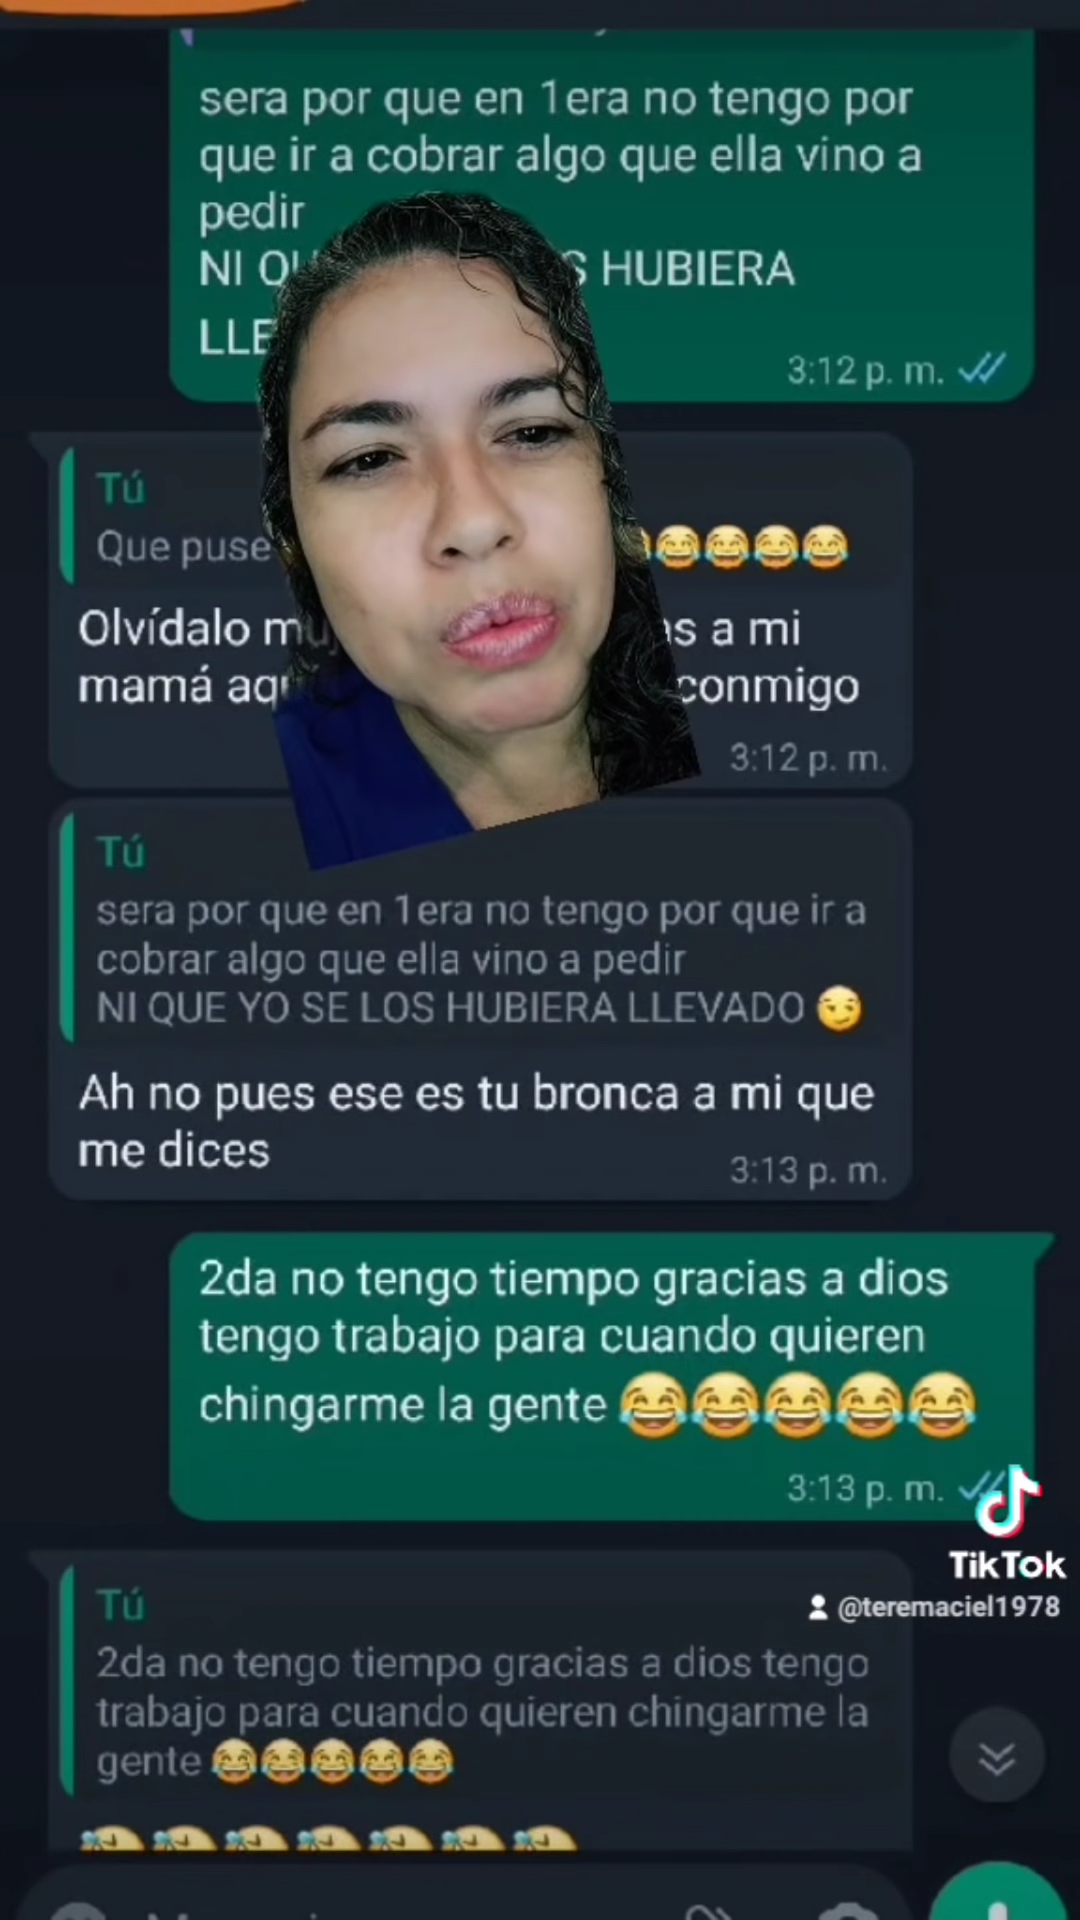 sera por que en 1era no tengo por
que ir a cobrar algo que ella vino a
pedir
NI HUBIERA
3:12 p. m.
Tú
Que puse
Olvídalo a mi
mamá conmigo
3:12 p. m.
Tú
sera por que en 1era no tengo por que ir a
cobrar algo que ella vino a pedir
NI QUE YO SE LOS HUBIERA LLEVADO 😏
Ah no pues ese es tu bronca a mi que
me dices
3:13 p. m.
2da no tengo tiempo gracias a dios
tengo trabajo para cuando quieren
chingarme la gente 😂😂😂😂😂
3:13 p. m.
TikTok
@teremaciel1978
Tú
2da no tengo tiempo gracias a dios tengo
trabajo para cuando quieren chingarme la
gente 😂😂😂😂😂